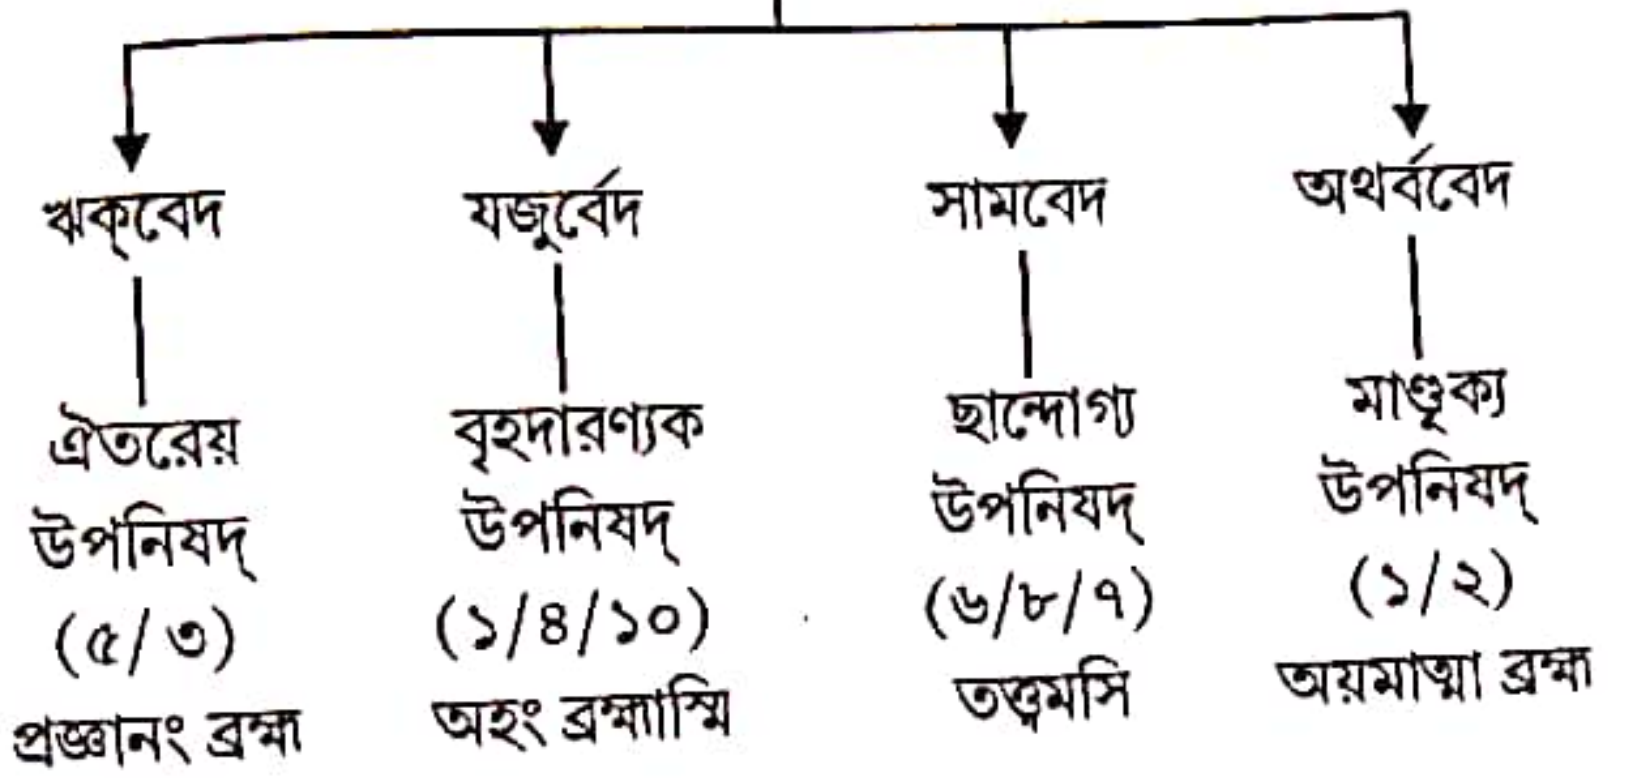 ঋক্‌বেদ
ঐতরেয়
উপনিষদ্
(৫/৩)
প্রজ্ঞানং ব্রহ্ম
যজুর্বেদ
বৃহদারণ্যক
উপনিষদ্
(১/৪/১০)
অহং ব্রহ্মাস্মি
সামবেদ
ছান্দোগ্য
উপনিষদ্
(৬/৮/৭)
তত্ত্বমসি
অথর্ববেদ
মাণ্ডূক্য
উপনিষদ্
(১/২)
অয়মাত্মা ব্রহ্ম